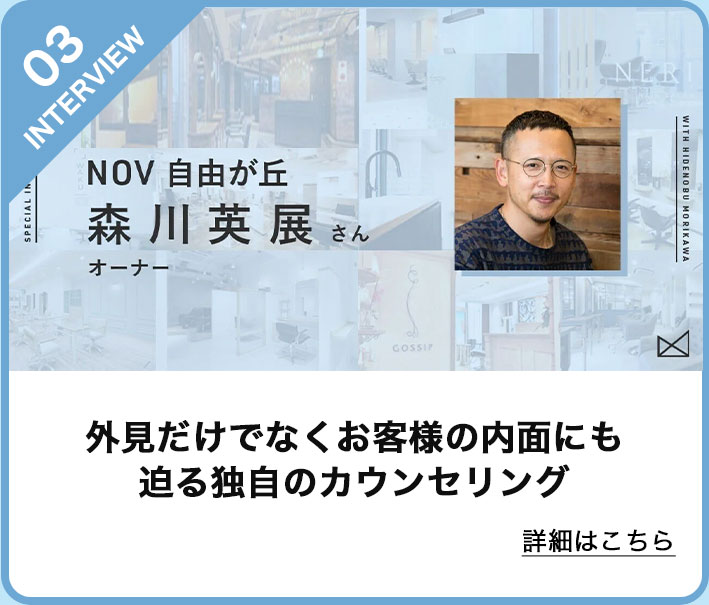 03
INTERVIEW
NERI
SPECIAL IN
NOV 自由が丘
森川英展 さん
オーナー
WITH HIDENOBU MORIKAWA
GOSSIP
外見だけでなくお客様の内面にも
迫る独自のカウンセリング
詳細はこちら